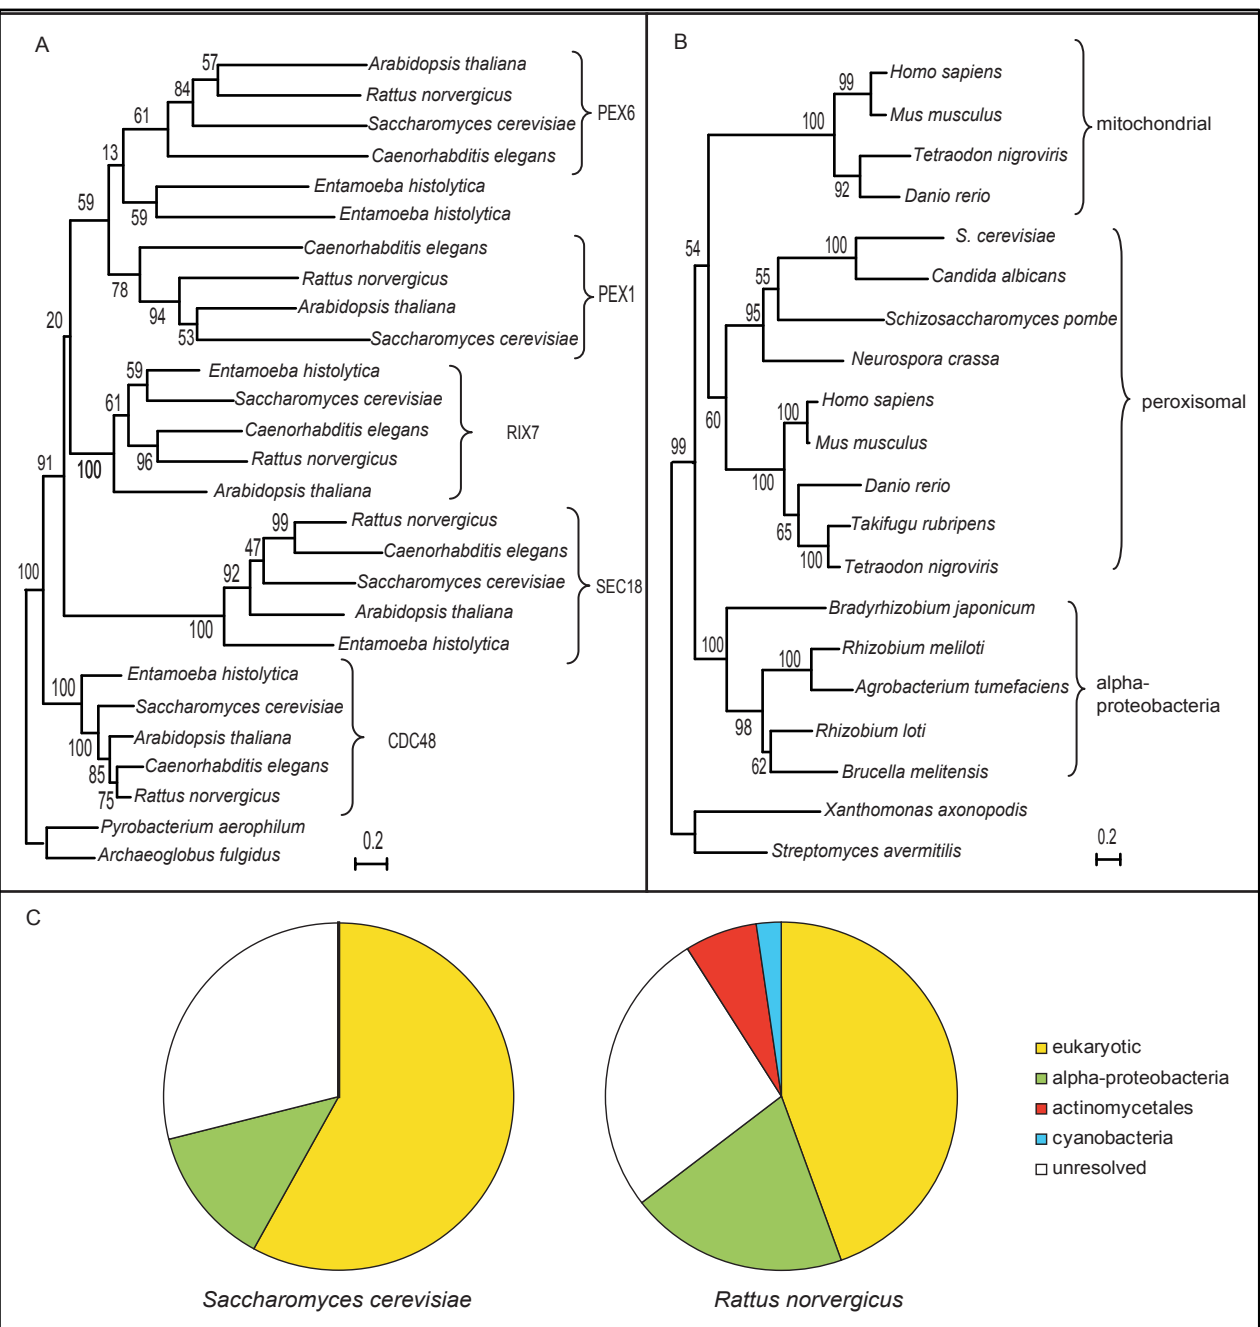 A
57
Arabidopsis thaliana
84
Rattus norvergicus
61
Saccharomyces cerevisiae
PEX6
Caenorhabditis elegans
13
Entamoeba histolytica
59
59
Entamoeba histolytica
Caenorhabditis elegans
78
Rattus norvergicus
PEX1
94
Arabidopsis thaliana
53
Saccharomyces cerevisiae
20
59
Entamoeba histolytica
61
Saccharomyces cerevisiae
Caenorhabditis elegans
RIX7
96
Rattus norvergicus
91
100
Arabidopsis thaliana
99
Rattus norvergicus
47
Caenorhabditis elegans
92
Saccharomyces cerevisiae
SEC18
100
Arabidopsis thaliana
100
Entamoeba histolytica
Entamoeba histolytica
100
Saccharomyces cerevisiae
100
Arabidopsis thaliana
CDC48
85
Caenorhabditis elegans
75
Rattus norvergicus
Pyrobacterium aerophilum
Archaeoglobus fulgidus
0.2
B
99
Homo sapiens
100
Mus musculus
mitochondrial
Tetraodon nigroviris
92
Danio rerio
54
100
S. cerevisiae
55
Candida albicans
95
Schizosaccharomyces pombe
Neurospora crassa
60
100
Homo sapiens
peroxisomal
Mus musculus
99
100
Danio rerio
65
Takifugu rubripens
100
Tetraodon nigroviris
Bradyrhizobium japonicum
100
100
Rhizobium meliloti
Agrobacterium tumefaciens
alpha-
proteobacteria
98
Rhizobium loti
62
Brucella melitensis
Xanthomonas axonopodis
Streptomyces avermitilis
0.2
C
eukaryotic
alpha-proteobacteria
actinomycetales
cyanobacteria
unresolved
Saccharomyces cerevisiae
Rattus norvergicus